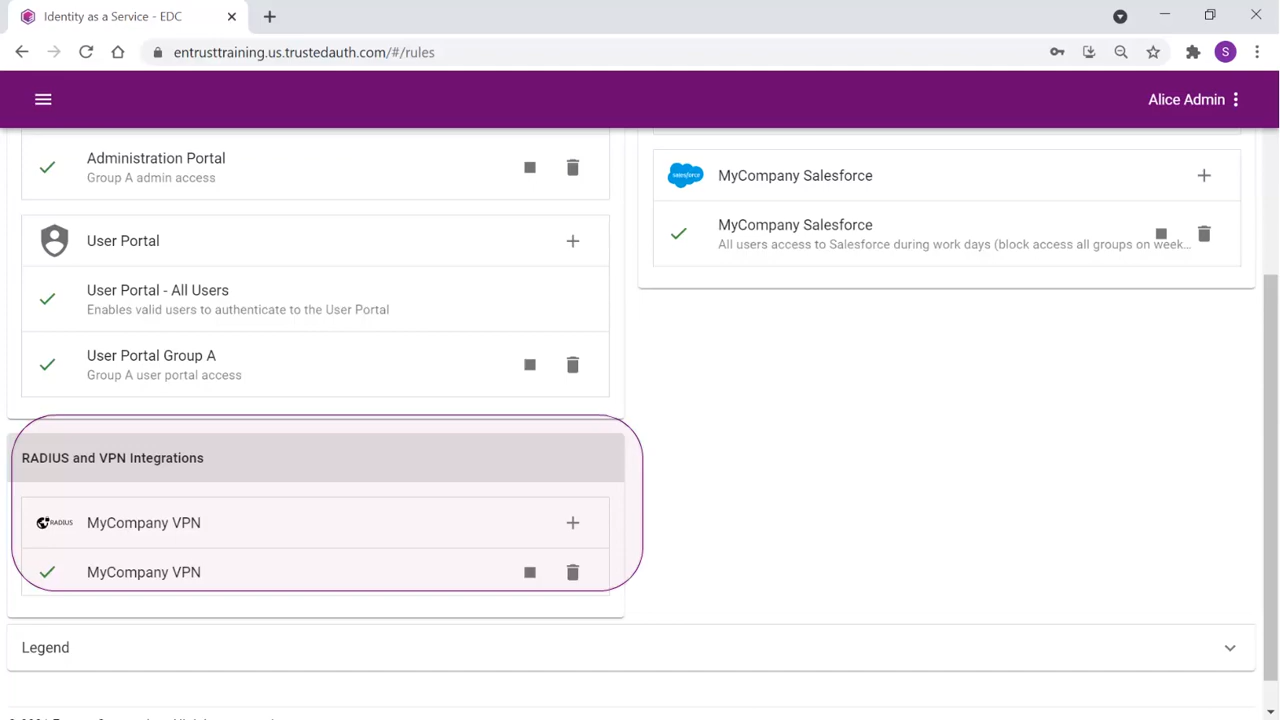 Identity as a Service - EDC
entrusttraining.us.trustedauth.com/#/rules
S
Alice Admin
Administration Portal
Group A admin access
User Portal
User Portal - All Users
Enables valid users to authenticate to the User Portal
User Portal Group A
Group A user portal access
RADIUS and VPN Integrations
RADIUS
MyCompany VPN
MyCompany VPN
salesforce
MyCompany Salesforce
MyCompany Salesforce
All users access to Salesforce during work days (block access all groups on week...
Legend